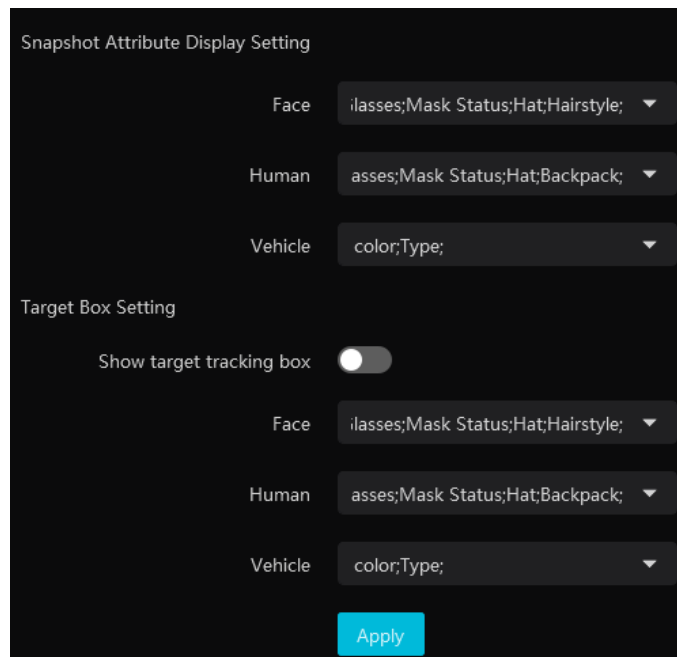 Snapshot Attribute Display Setting
Face lasses;Mask Status;Hat;Hairstyle;
Human asses;Mask Status;Hat;Backpack;
Vehicle color;Type;
Target Box Setting
Show target tracking box
Face lasses;Mask Status;Hat;Hairstyle;
Human asses;Mask Status;Hat;Backpack;
Vehicle color;Type;
Apply